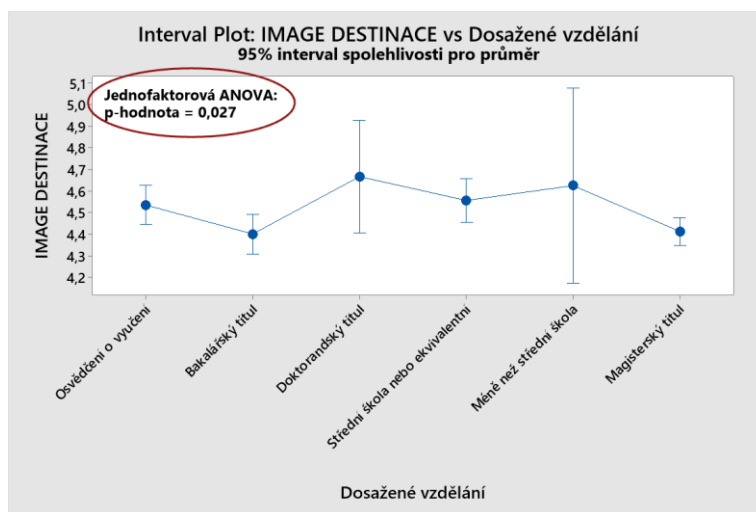 Interval Plot: IMAGE DESTINACE vs Dosažené vzdělání
95% interval spolehlivosti pro průměr
Jednofaktorová ANOVA:
p-hodnota = 0,027
IMAGE DESTINACE
5,1
5,0
4,9
4,8
4,7
4,6
4,5
4,4
4,3
4,2
Osvědčení o vyučení
Bakalářský titul
Doktorandský titul
Střední škola nebo ekvivalentní
Méně než střední škola
Magisterský titul
Dosažené vzdělání